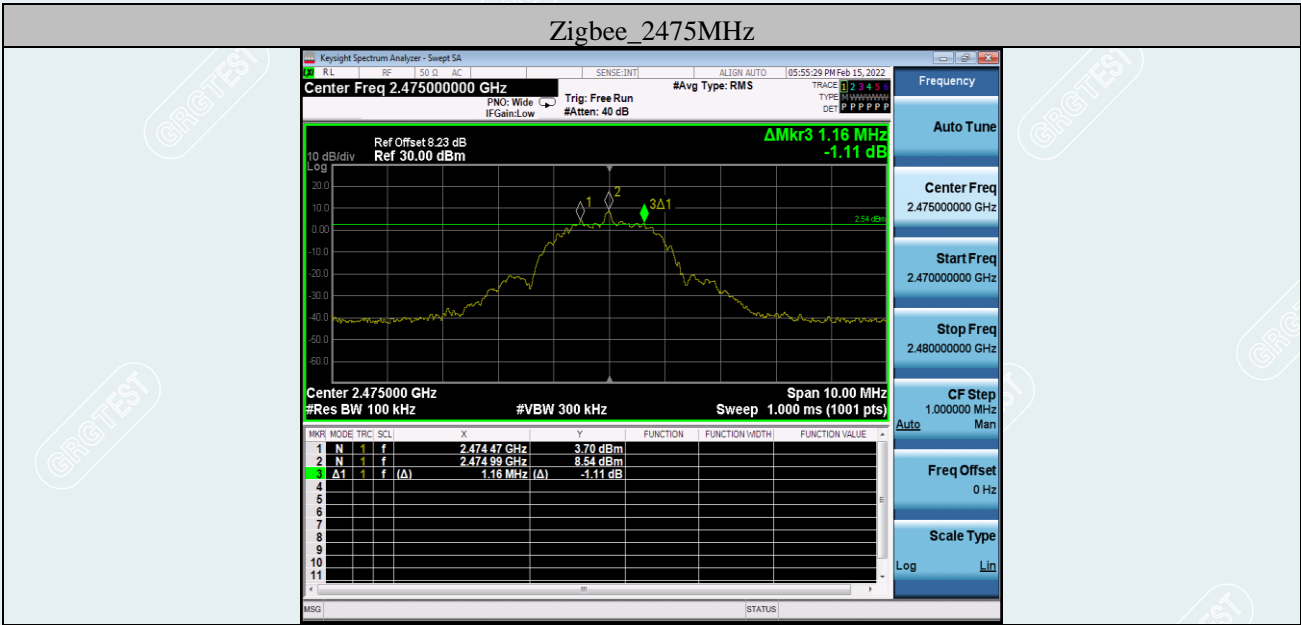 Zigbee_2475MHz
Keysight Spectrum Analyzer - Swept SA
RL RF 50 Ω AC SENSE:INT ALIGN AUTO 05:55:29 PM Feb 15, 2022
Center Freq 2.475000000 GHz
PNO: Wide
IFGain:Low
Trig: Free Run
#Atten: 40 dB
#Avg Type: RMS
TRACE 1 2 3 4 5 6
TYPE M WWWWW
DET P P P P P P
Ref Offset 8.23 dB
10 dB/div Ref 30.00 dBm
Log
ΔMkr3 1.16 MHz
-1.11 dB
20.0
10.0
0.00
-10.0
-20.0
-30.0
-40.0
-50.0
-60.0
1
2
3Δ1
2.54 dBm
Center 2.475000 GHz Span 10.00 MHz
#Res BW 100 kHz #VBW 300 kHz Sweep 1.000 ms (1001 pts)
MKR MODE TRC SCL X Y FUNCTION FUNCTION WIDTH FUNCTION VALUE
1 N 1 f 2.474 47 GHz 3.70 dBm
2 N 1 f 2.474 99 GHz 8.54 dBm
3 Δ1 1 f (Δ) 1.16 MHz (Δ) -1.11 dB
4
5
6
7
8
9
10
11
MSG STATUS
Frequency
Auto Tune
Center Freq
2.475000000 GHz
Start Freq
2.470000000 GHz
Stop Freq
2.480000000 GHz
CF Step
1.000000 MHz
Auto Man
Freq Offset
0 Hz
Scale Type
Log Lin
GRGTEST
GRGTEST
GRGTEST